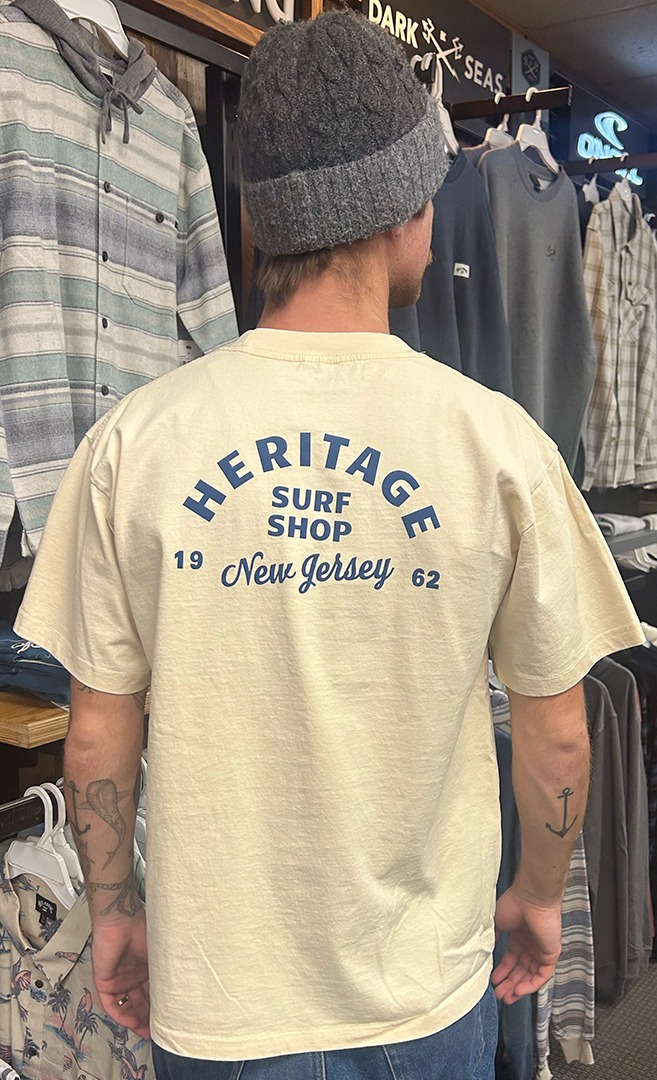 DARK
SEAS
HERITAGE
SURF
SHOP
19 New Jersey 62